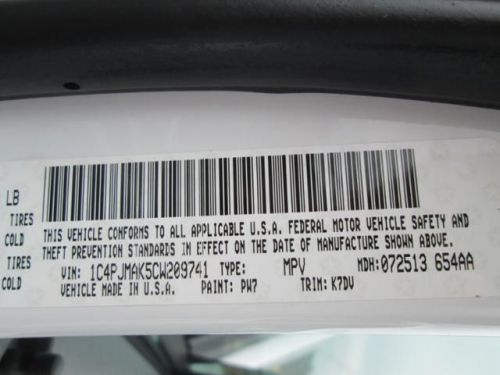 LB
TIRES
COLD
TIRES
COLD
THIS VEHICLE CONFORMS TO ALL APPLICABLE U.S.A. FEDERAL MOTOR VEHICLE SAFETY AND
THEFT PREVENTION STANDARDS IN EFFECT ON THE DATE OF MANUFACTURE SHOWN ABOVE.
VIN: 1C4PJMAK5CW209741 TYPE: MPV MDH: 072513 654AA
VEHICLE MADE IN U.S.A. PAINT: PW7 TRIM: K7DV